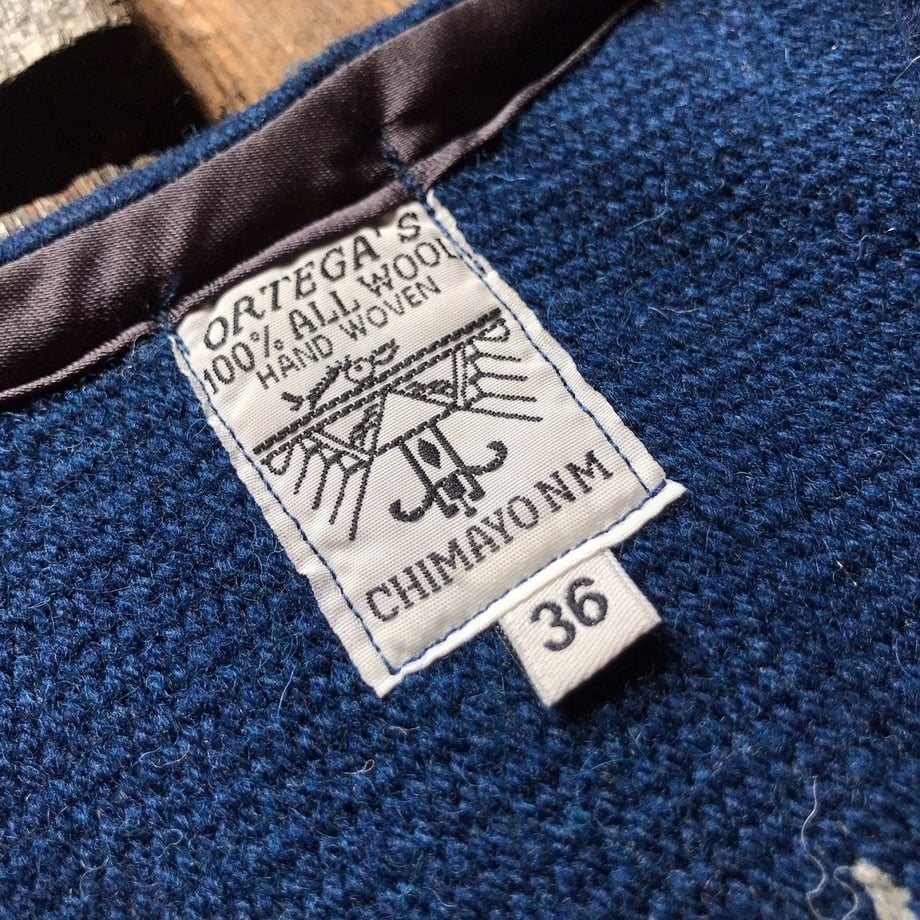 ORTEGA'S
100% ALL WOOL
HAND WOVEN
CHIMAYO NM
36